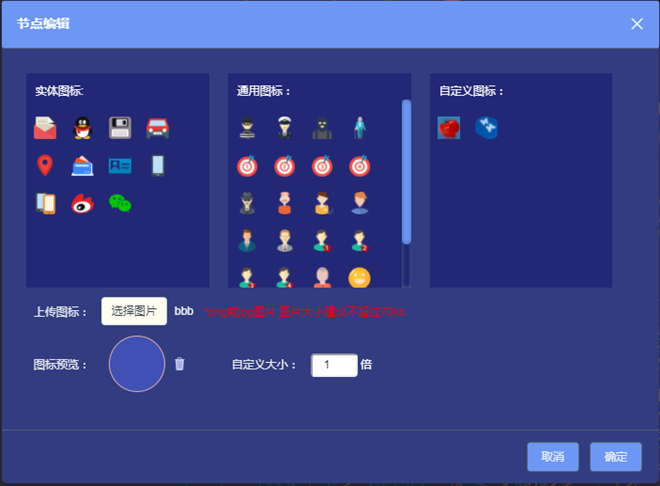 节点编辑
实体图标:
通用图标：
自定义图标：
上传图标：
选择图片
bbb
*png或jpg图片 图片大小建议不超过70kb
图标预览：
自定义大小：
1
倍
取消
确定